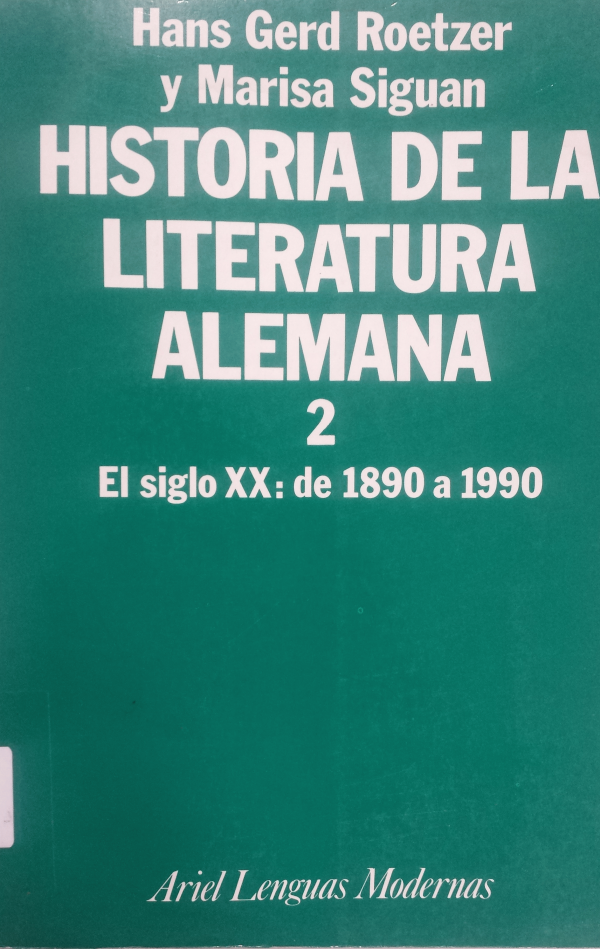 Hans Gerd Roetzer
y Marisa Siguan
HISTORIA DE LA
LITERATURA
ALEMANA
2
El siglo XX: de 1890 a 1990
Ariel Lenguas Modernas